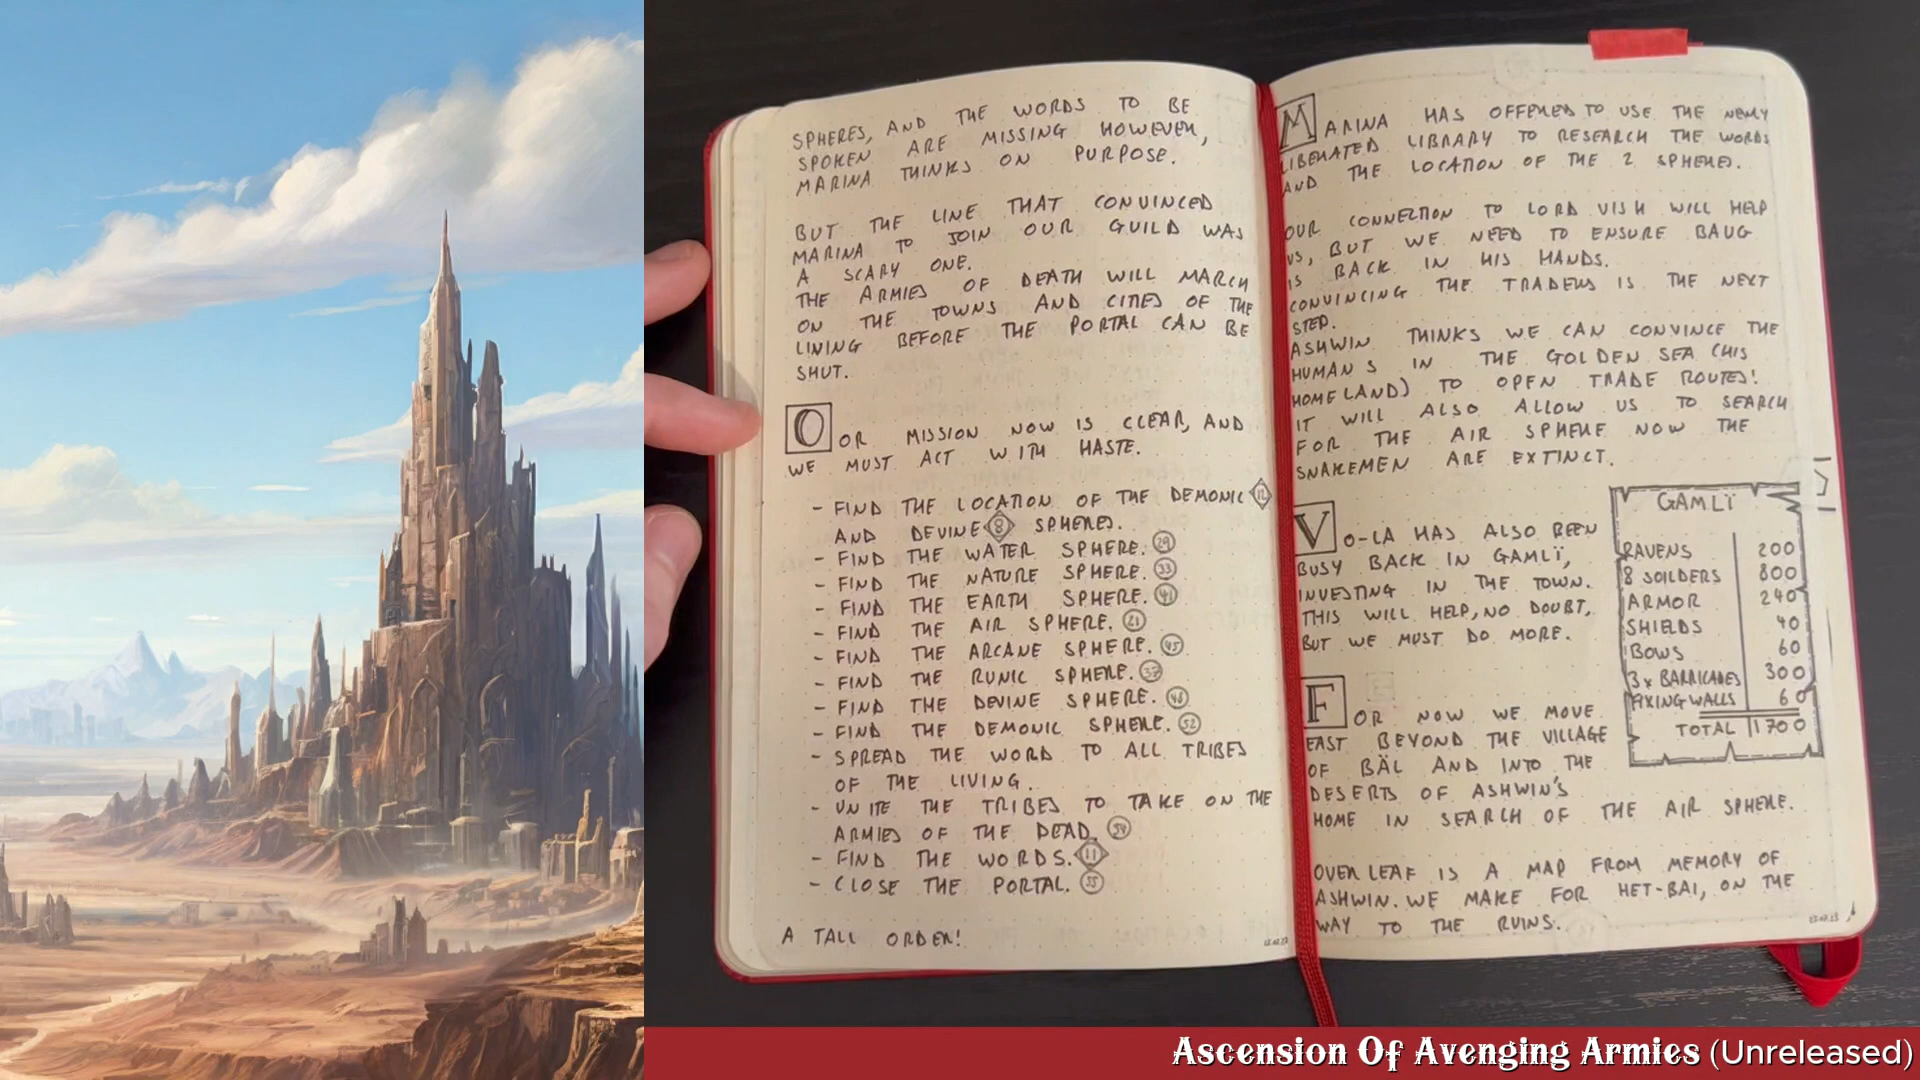 SPHERES, AND THE WORDS TO BE
SPOKEN ARE MISSING HOWEVER,
MARINA THINKS ON PURPOSE.
BUT THE LINE THAT CONVINCED
MARINA TO JOIN OUR GUILD WAS
A SCARY ONE.
THE ARMIES OF DEATH WILL MARCH
ON THE TOWNS AND CITIES OF THE
LIVING BEFORE THE PORTAL CAN BE
SHUT.
OOR MISSION NOW IS CLEAR, AND
WE MUST ACT WITH HASTE.
- FIND THE LOCATION OF THE DEMONIC 12
AND DEVINE 8 SPHERES.
- FIND THE WATER SPHERE. 29
- FIND THE NATURE SPHERE. 33
- FIND THE EARTH SPHERE. 41
- FIND THE AIR SPHERE. 21
- FIND THE ARCANE SPHERE. 45
- FIND THE RUNIC SPHERE. 37
- FIND THE DEVINE SPHERE. 48
- FIND THE DEMONIC SPHERE. 52
- SPREAD THE WORD TO ALL TRIBES
OF THE LIVING.
- UNITE THE TRIBES TO TAKE ON THE
ARMIES OF THE DEAD. 54
- FIND THE WORDS. 11
- CLOSE THE PORTAL. 55
A TALL ORDER!
MARINA HAS OFFERED TO USE THE NEWLY
LIBERATED LIBRARY TO RESEARCH THE WORDS
AND THE LOCATION OF THE 2 SPHERES.
OUR CONNECTION TO LORD VISH WILL HELP
US, BUT WE NEED TO ENSURE BAUG
IS BACK IN HIS HANDS.
CONVINCING THE TRADERS IS THE NEXT
STEP.
ASHWIN THINKS WE CAN CONVINCE THE
HUMANS IN THE GOLDEN SEA (HIS
HOMELAND) TO OPEN TRADE ROUTES!
IT WILL ALSO ALLOW US TO SEARCH
FOR THE AIR SPHERE NOW THE
SNAKEMEN ARE EXTINCT.
VO-LA HAS ALSO BEEN
BUSY BACK IN GAMLÏ,
INVESTING IN THE TOWN.
THIS WILL HELP, NO DOUBT,
BUT WE MUST DO MORE.
GAMLÏ
RAVENS 200
8 SOILDERS 800
ARMOR 240
SHIELDS 40
BOWS 60
3x BARRICADES 300
FIXING WALLS 60
TOTAL 1700
FOR NOW WE MOVE
EAST BEYOND THE VILLAGE
OF BÄL AND INTO THE
DESERTS OF ASHWIN'S
HOME IN SEARCH OF THE AIR SPHERE.
OVERLEAF IS A MAP FROM MEMORY OF
ASHWIN. WE MAKE FOR HET-BAI, ON THE
WAY TO THE RUINS.
Ascension Of Avenging Armies (Unreleased)